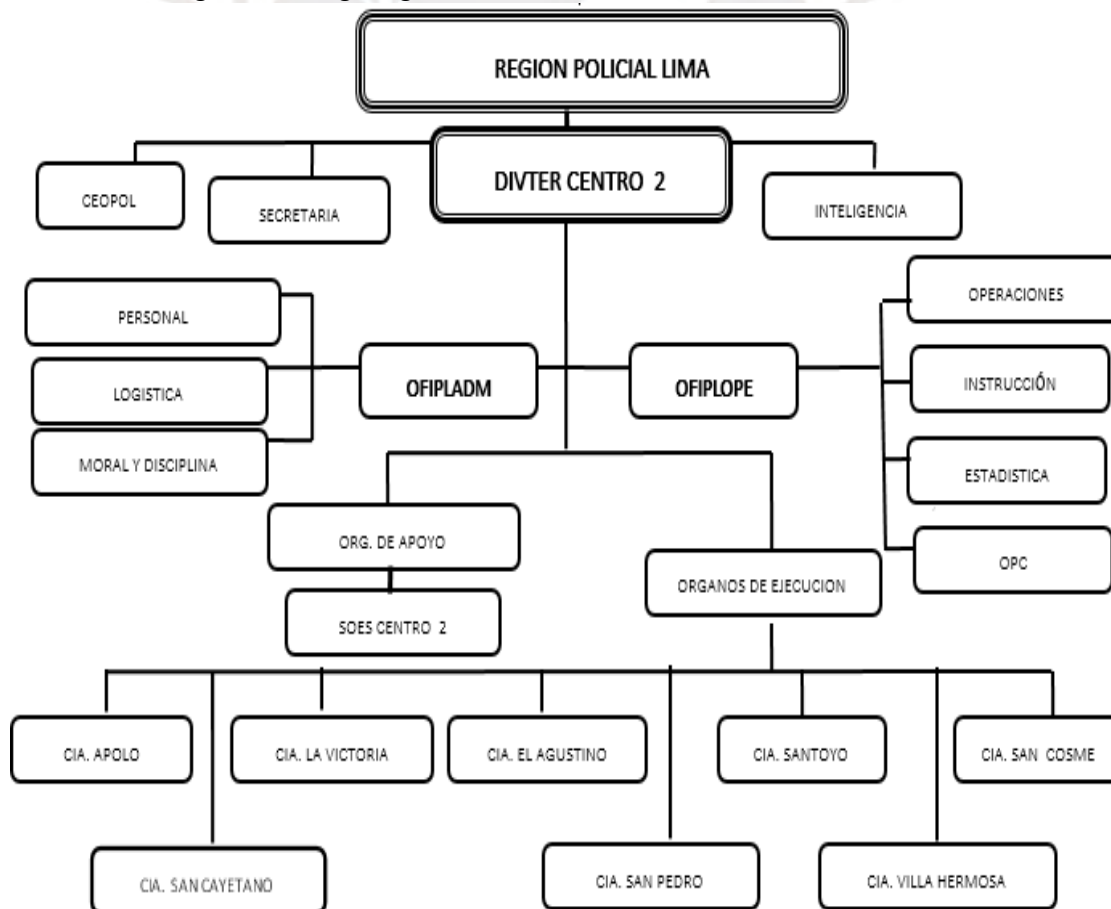 REGION POLICIAL LIMA
DIVTER CENTRO 2
CEOPOL
SECRETARIA
INTELIGENCIA
PERSONAL
LOGISTICA
MORAL Y DISCIPLINA
OFIPLADM
OFIPLOPE
OPERACIONES
INSTRUCCIÓN
ESTADISTICA
OPC
ORG. DE APOYO
SOES CENTRO 2
ORGANOS DE EJECUCION
CIA. APOLO
CIA. LA VICTORIA
CIA. EL AGUSTINO
CIA. SANTOYO
CIA. SAN COSME
CIA. SAN CAYETANO
CIA. SAN PEDRO
CIA. VILLA HERMOSA